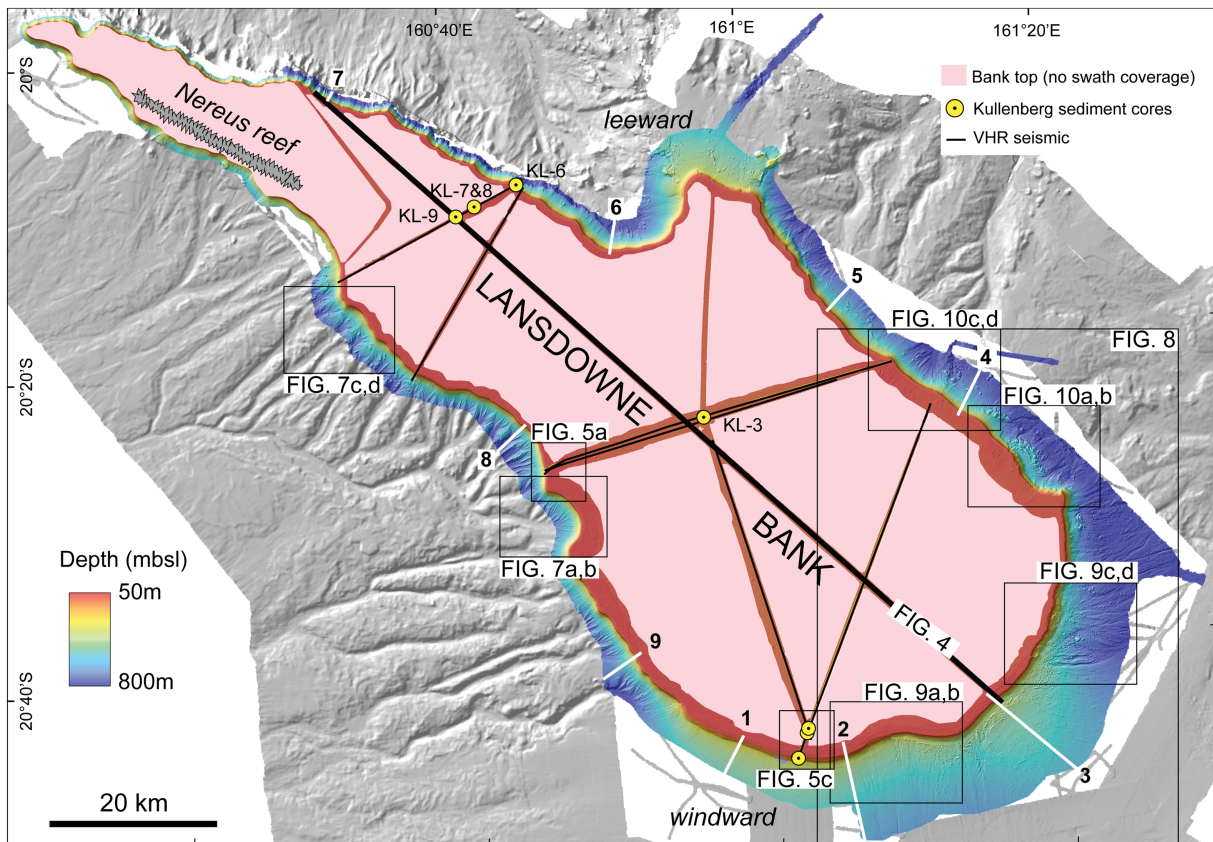 160°40'E
161°E
161°20'E
20°S
20°20'S
20°40'S
Bank top (no swath coverage)
Kullenberg sediment cores
VHR seismic
Nereus reef
leeward
7
KL-6
KL-7&8
KL-9
6
5
FIG. 10c,d
FIG. 8
4
FIG. 7c,d
LANSDOWNE
BANK
FIG. 10a,b
KL-3
FIG. 5a
8
FIG. 7a,b
FIG. 9c,d
Depth (mbsl)
50m
800m
FIG. 4
9
FIG. 9a,b
1
2
FIG. 5c
3
windward
20 km